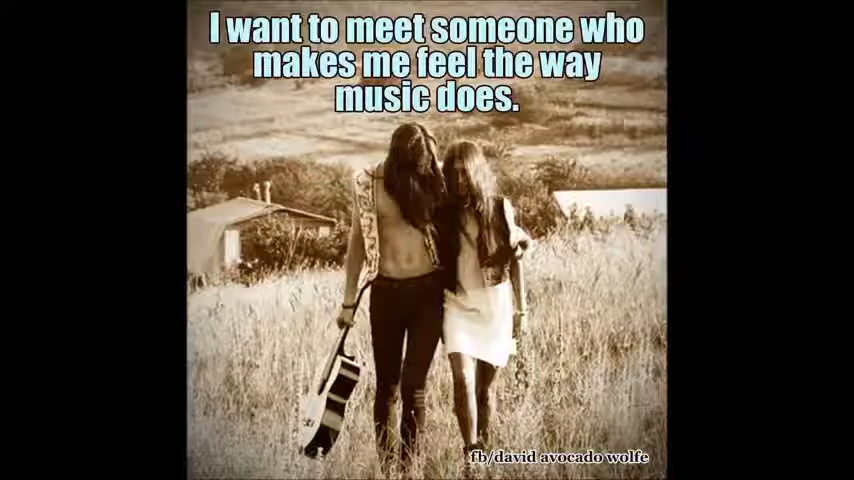 I want to meet someone who
makes me feel the way
music does.
fb/david avocado wolfe